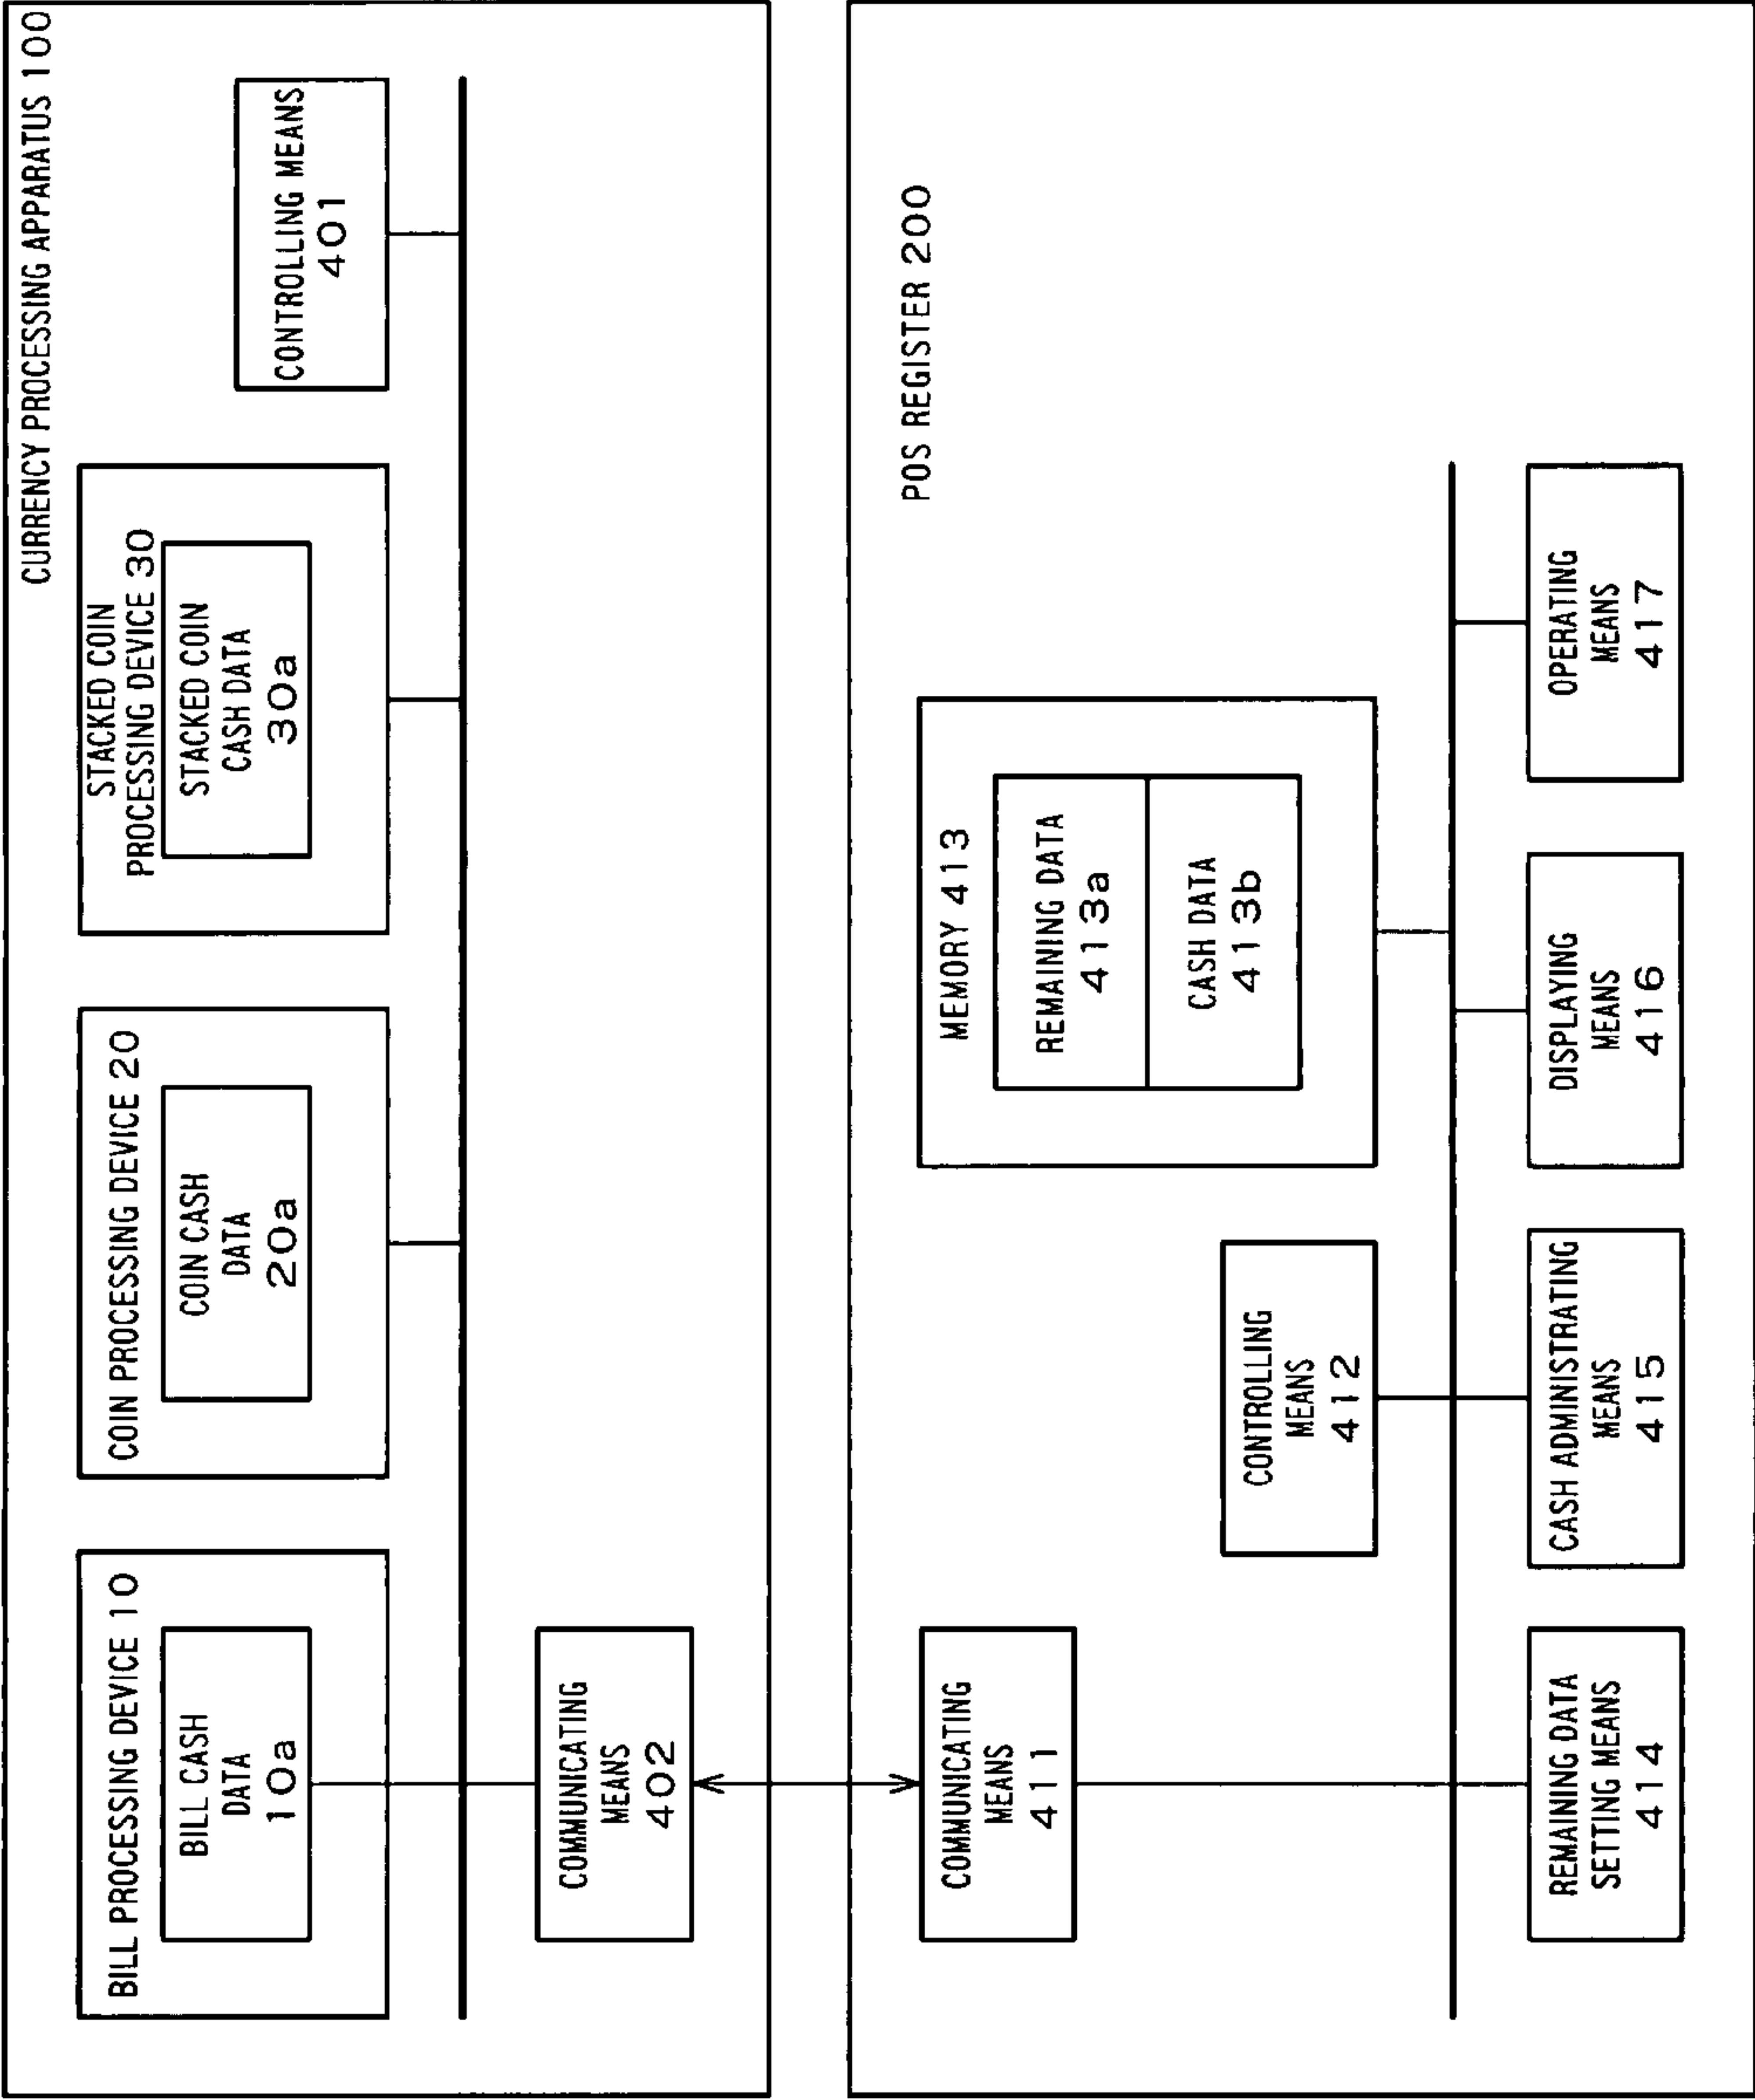 CURRENCY PROCESSING APPARATUS 100
BILL PROCESSING DEVICE 10
BILL CASH
DATA
10a
COIN PROCESSING DEVICE 20
COIN CASH
DATA
20a
STACKED COIN
PROCESSING DEVICE 30
STACKED COIN
CASH DATA
30a
CONTROLLING MEANS
401
COMMUNICATING
MEANS
402
POS REGISTER 200
COMMUNICATING
MEANS
411
CONTROLLING
MEANS
412
MEMORY 413
REMAINING DATA
413a
CASH DATA
413b
REMAINING DATA
SETTING MEANS
414
CASH ADMINISTRATING
MEANS
415
DISPLAYING
MEANS
416
OPERATING
MEANS
417